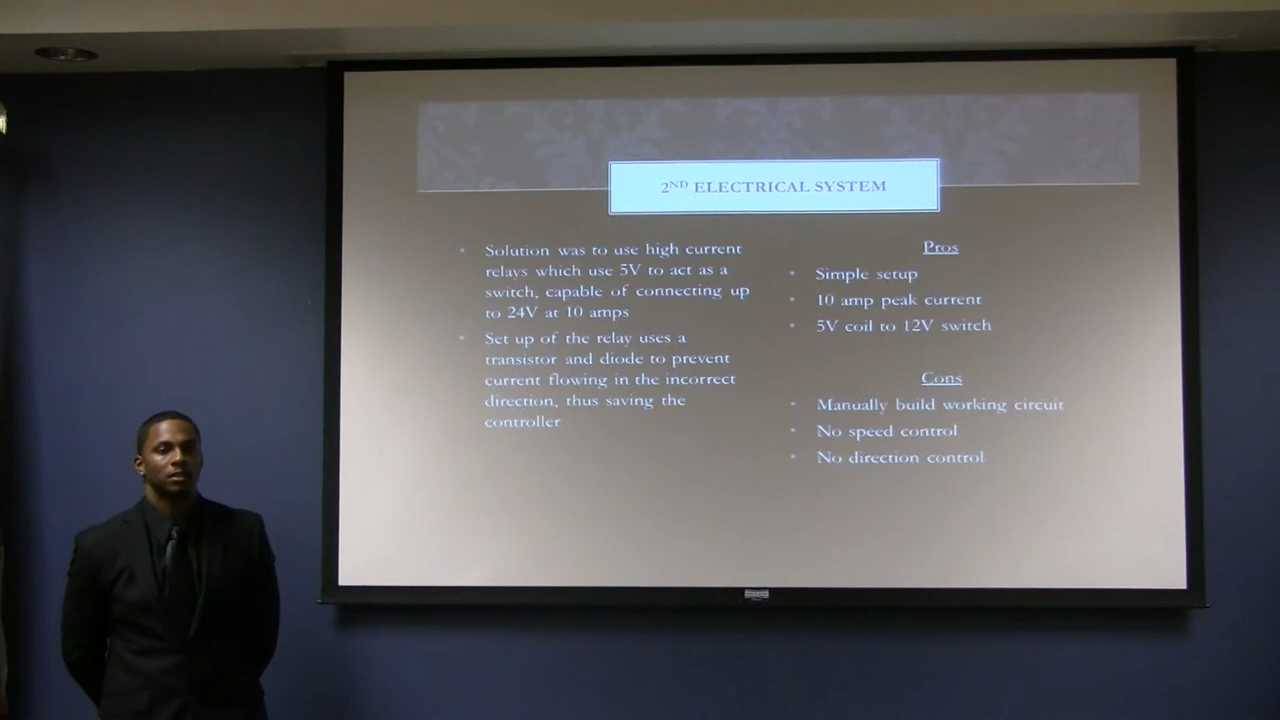 2ND ELECTRICAL SYSTEM
Solution was to use high current
relays which use 5V to act as a
switch, capable of connecting up
to 24V at 10 amps
Set up of the relay uses a
transistor and diode to prevent
current flowing in the incorrect
direction, thus saving the
controller
Pros
Simple setup
10 amp peak current
5V coil to 12V switch
Cons
Manually build working circuit
No speed control
No direction control